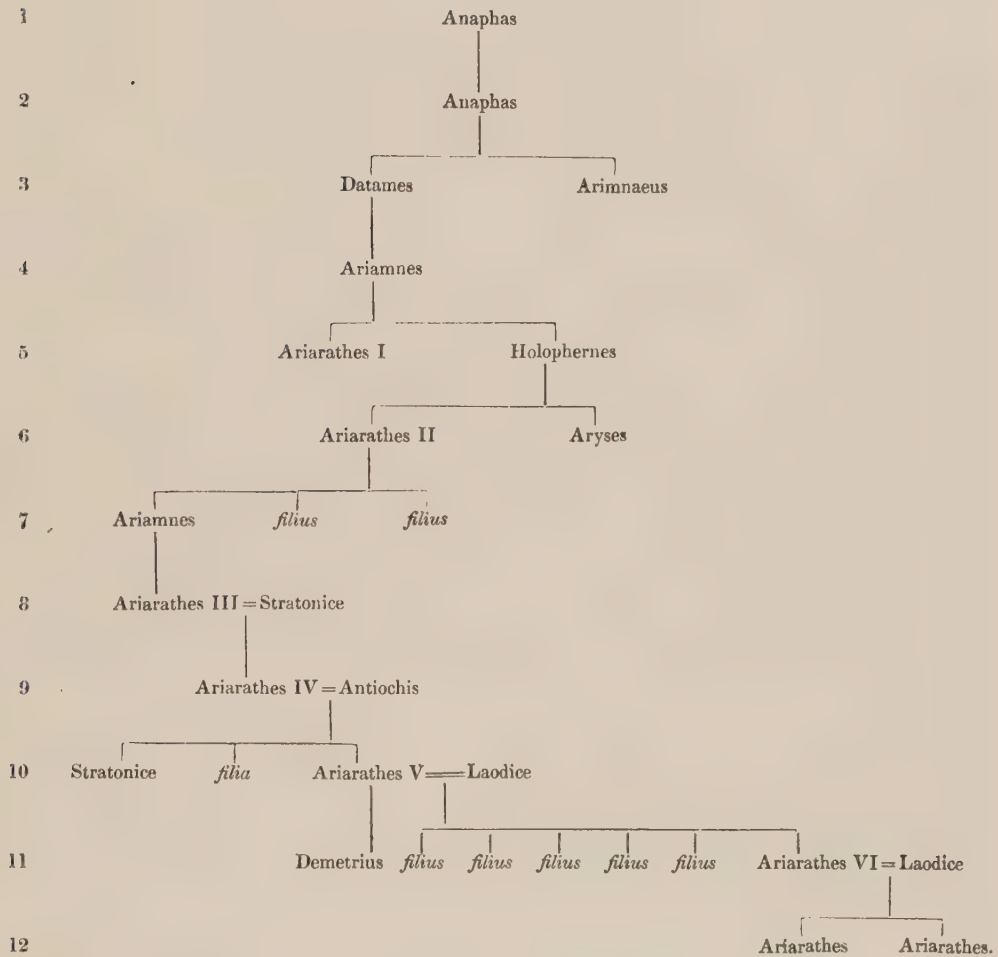 1 Anaphas
2 Anaphas
3 Datames Arimnaeus
4 Ariamnes
5 Ariarathes I Holophernes
6 Ariarathes II Aryses
7 Ariamnes filius filius
8 Ariarathes III = Stratonice
9 Ariarathes IV = Antiochis
10 Stratonice filia Ariarathes V = Laodice
11 Demetrius filius filius filius filius filius Ariarathes VI = Laodice
12 Ariarathes Ariarathes.